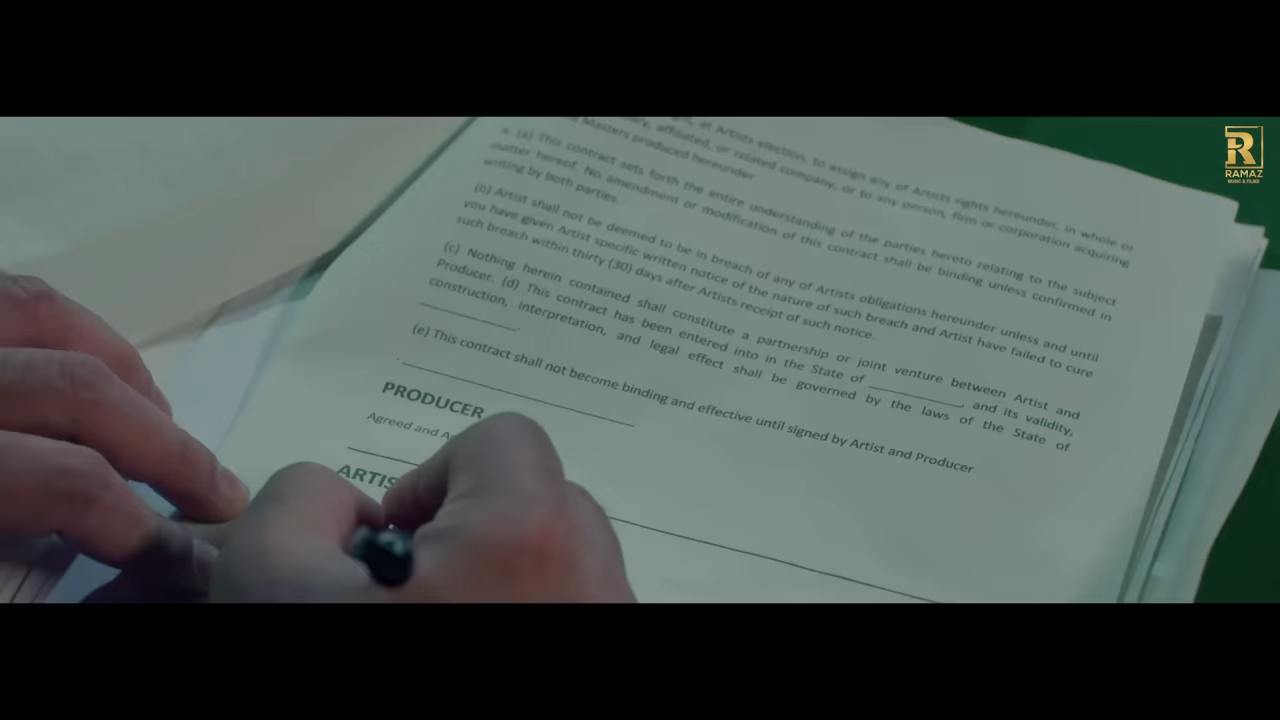 at Artists election, to assign any of Artists rights hereunder, in whole or
affiliated, or related company, or to any person, firm or corporation acquiring
Masters produced hereunder
(a) This contract sets forth the entire understanding of the parties hereto relating to the subject
matter hereof. No amendment or modification of this contract shall be binding unless confirmed in
writing by both parties.
(b) Artist shall not be deemed to be in breach of any of Artists obligations hereunder unless and until
you have given Artist specific written notice of the nature of such breach and Artist have failed to cure
such breach within thirty (30) days after Artists receipt of such notice.
(c) Nothing herein contained shall constitute a partnership or joint venture between Artist and
Producer. (d) This contract has been entered into in the State of ____________, and its validity,
construction, interpretation, and legal effect shall be governed by the laws of the State of
____________.
(e) This contract shall not become binding and effective until signed by Artist and Producer
PRODUCER
Agreed and A
ARTIS
R
RAMAZ
MUSIC & FILMS